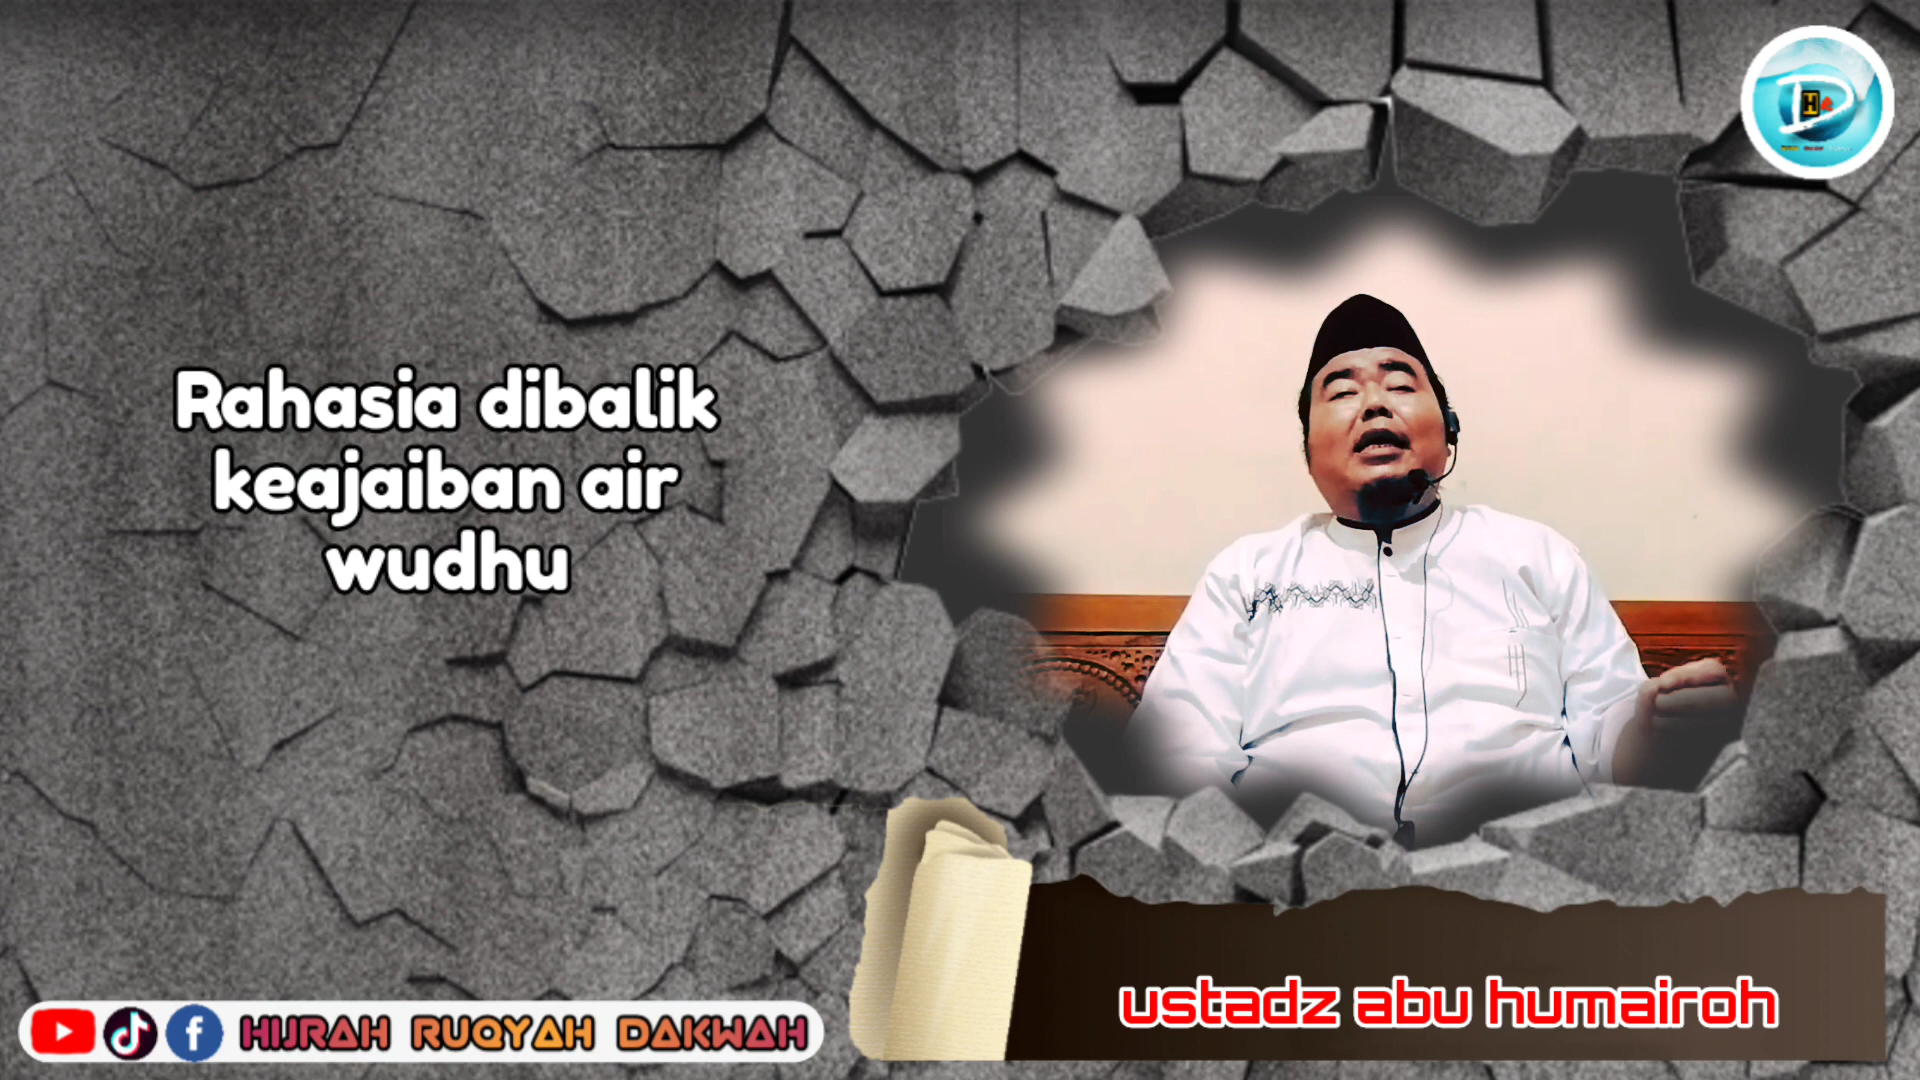 Rahasia dibalik
keajaiban air
wudhu
ustadz abu humairoh
HIJRAH RUQYAH DAKWAH